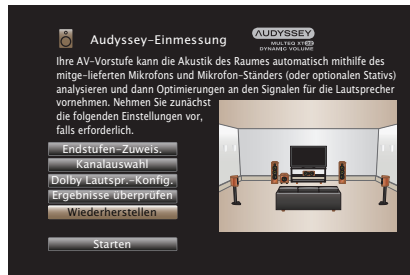 Audyssey-Einmessung
AUDYSSEY
MULTEQ XT32
DYNAMIC VOLUME
Ihre AV-Vorstufe kann die Akustik des Raumes automatisch mithilfe des
mitge-lieferten Mikrofons und Mikrofon-Ständers (oder optionalen Stativs)
analysieren und dann Optimierungen an den Signalen für die Lautsprecher
vornehmen. Nehmen Sie zunächst
die folgenden Einstellungen vor,
falls erforderlich.
Endstufen-Zuweis.
Kanalauswahl
Dolby Lautspr.-Konfig.
Ergebnisse überprüfen
Wiederherstellen
Starten